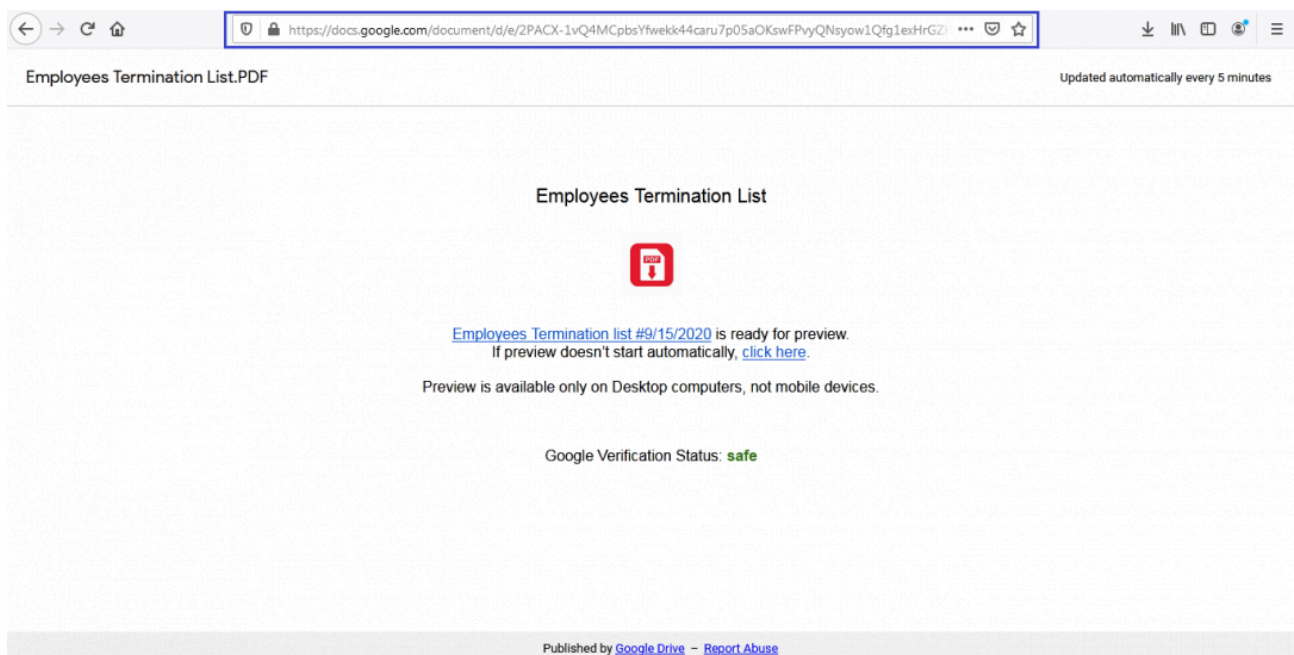 https://docs.google.com/document/d/e/2PACX-1vQ4MCpbsYfwekk44caru7p05aOKswFPvyQNsyow1Qfg1exHrGZ
Employees Termination List.PDF
Updated automatically every 5 minutes
Employees Termination List
PDF
Employees Termination list #9/15/2020 is ready for preview.
If preview doesn't start automatically, click here.
Preview is available only on Desktop computers, not mobile devices.
Google Verification Status: safe
Published by Google Drive – Report Abuse